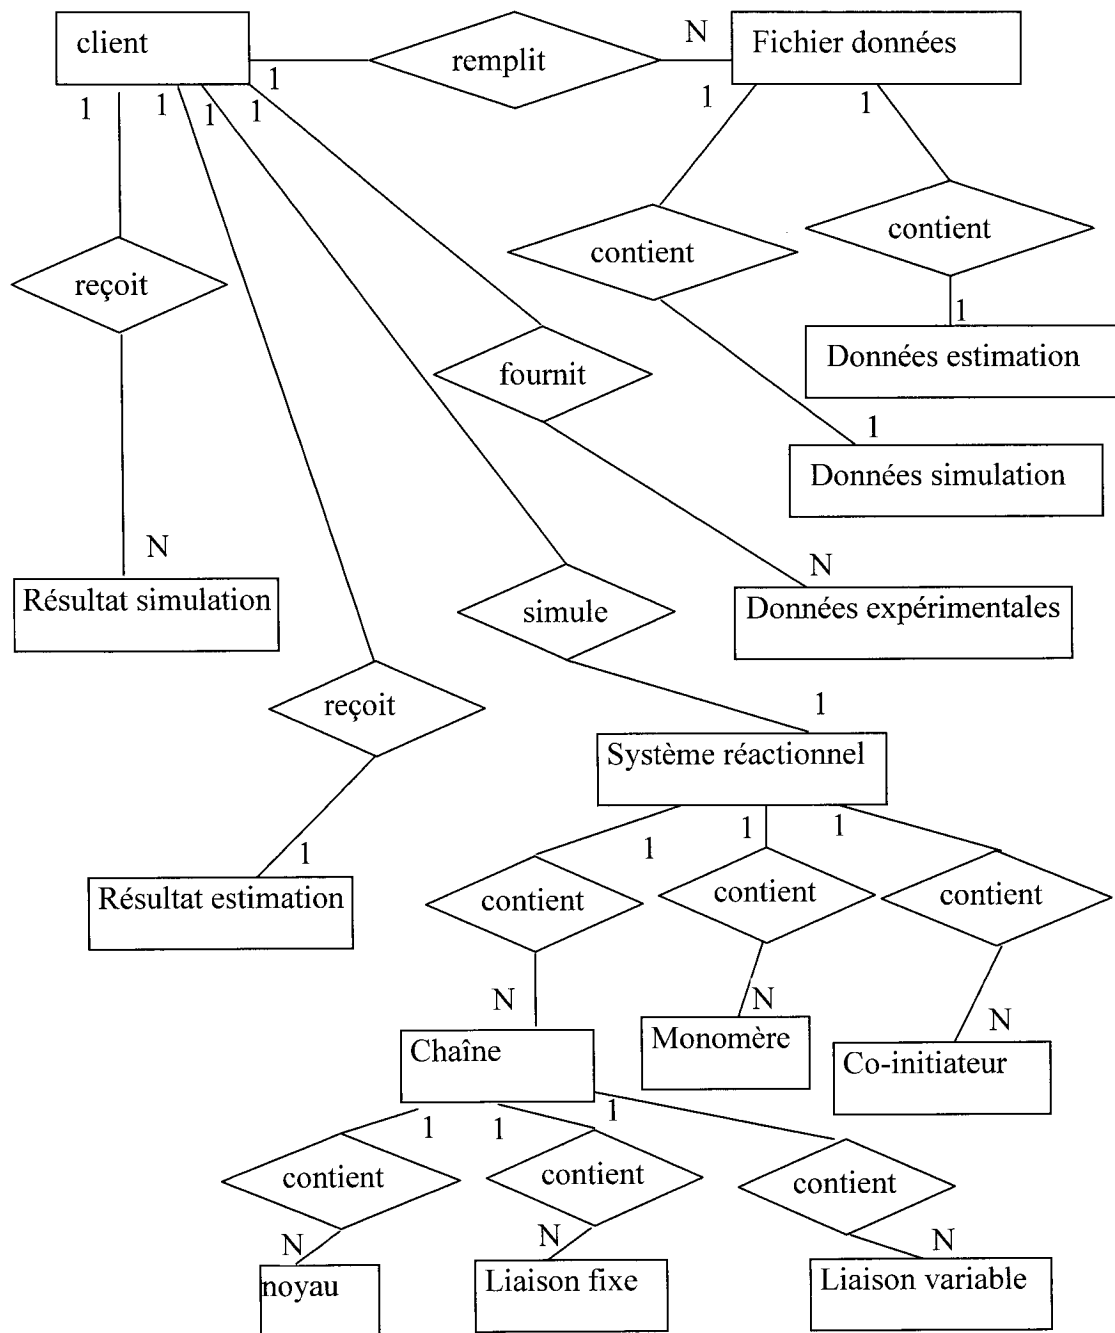 client
remplit
N
Fichier données
1
1
1
1
1
1
1
contient
contient
reçoit
1
Données estimation
fournit
1
Données simulation
N
N
Résultat simulation
simule
Données expérimentales
reçoit
1
Système réactionnel
1
1
1
1
Résultat estimation
contient
contient
contient
N
N
N
Chaîne
Monomère
Co-initiateur
1
1
1
contient
contient
contient
N
N
N
noyau
Liaison fixe
Liaison variable